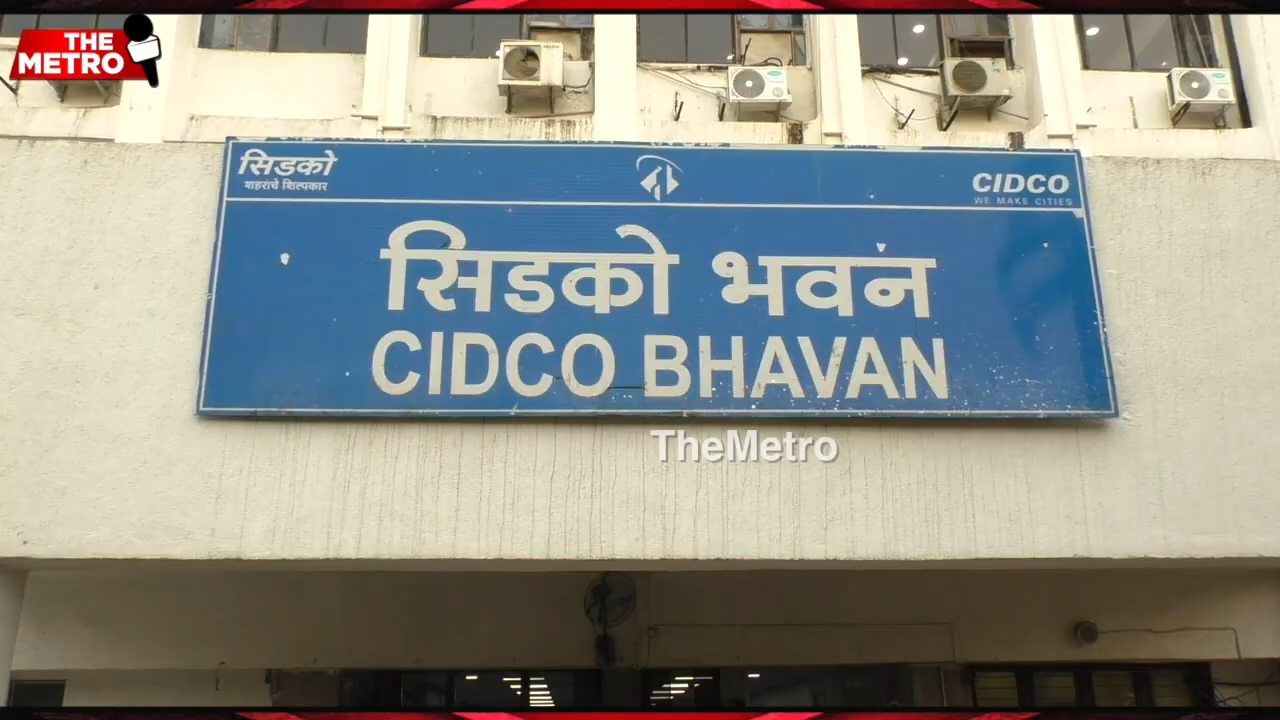 THE
METRO
सिडको
शहरांचे शिल्पकार
CIDCO
WE MAKE CITIES
सिडको भवन
CIDCO BHAVAN
TheMetro